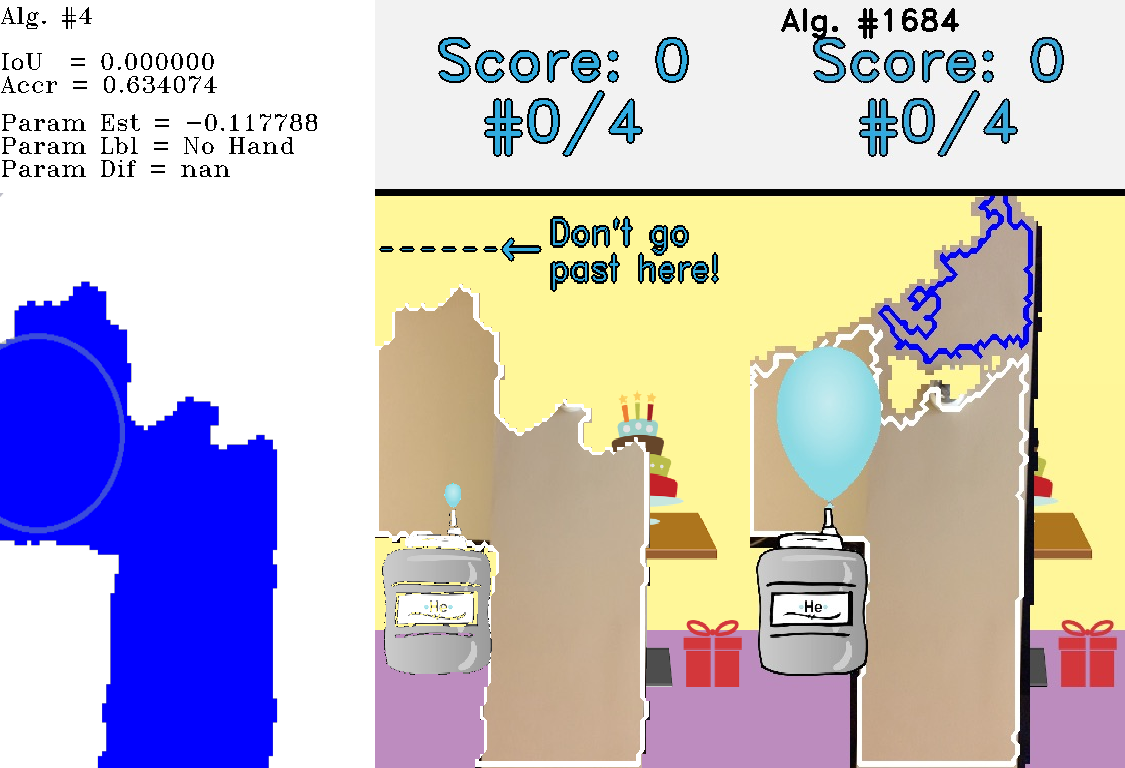 Alg. #4
IoU = 0.000000
Accr = 0.634074
Param Est = -0.117788
Param Lbl = No Hand
Param Dif = nan
Score: 0
#0/4
Don't go
past here!
He
Alg. #1684
Score: 0
#0/4
He